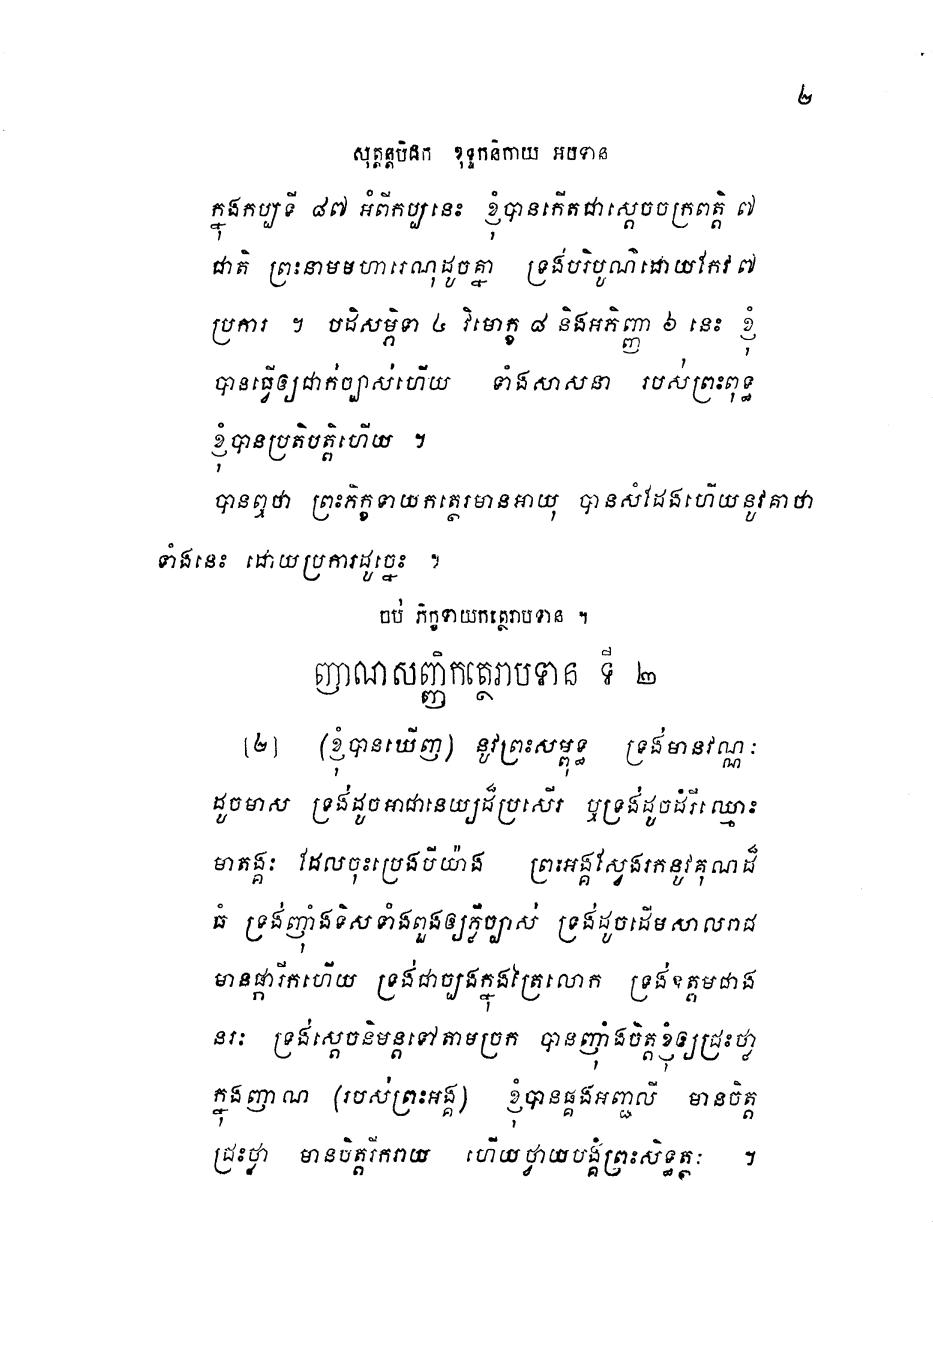 ២
សុត្តន្តបិដក ខុទ្ទកនិកាយ អបទាន
ក្នុងកប្បទី ៨៧ អំពីកប្បនេះ ខ្ញុំបានកើតជាស្តេចចក្រពត្តិ ៧
ជាតិ ព្រះនាមមហារេណុដូចគ្នា ទ្រង់បរិបូណ៌ដោយកែវ ៧
ប្រការ ។ បដិសម្ភិទា ៤ វិមោក្ខ ៨ និងអភិញ្ញា ៦ នេះ ខ្ញុំ
បានធ្វើឲ្យជាក់ច្បាស់ហើយ ទាំងសាសនា របស់ព្រះពុទ្ធ
ខ្ញុំបានប្រតិបត្តិហើយ ។
បានឮថា ព្រះភិក្ខទាយកត្ថេរមានអាយុ បានសំដែងហើយនូវគាថា
ទាំងនេះ ដោយប្រការដូច្នេះ ។
ចប់ ភិក្ខទាយកត្ថេរាបទាន ។
ញាណសញ្ញិកត្ថេរាបទាន ទី ២
[២] (ខ្ញុំបានឃើញ) នូវព្រះសម្ពុទ្ធ ទ្រង់មានវណ្ណៈ
ដូចមាស ទ្រង់ដូចអាជានេយ្យដ៏ប្រសើរ ឬទ្រង់ដូចដំរីឈ្មោះ
មាតង្គៈ ដែលចុះប្រេងបីយ៉ាង ព្រះអង្គស្វែងរកនូវគុណដ៏
ធំ ទ្រង់ញ៉ាំងទិសទាំងពួងឲ្យភ្លឺច្បាស់ ទ្រង់ដូចដើមសាលរាជ
មានផ្ការីកហើយ ទ្រង់ជាច្បងក្នុងត្រៃលោក ទ្រង់ឧត្តមជាង
នរៈ ទ្រង់ស្តេចនិមន្តទៅតាមច្រក បានញ៉ាំងចិត្តខ្ញុំឲ្យជ្រះថ្លា
ក្នុងញាណ (របស់ព្រះអង្គ) ខ្ញុំបានផ្គងអញ្ជលី មានចិត្ត
ជ្រះថ្លា មានចិត្តរីករាយ ហើយថ្វាយបង្គំព្រះសិទ្ធត្ថៈ ។